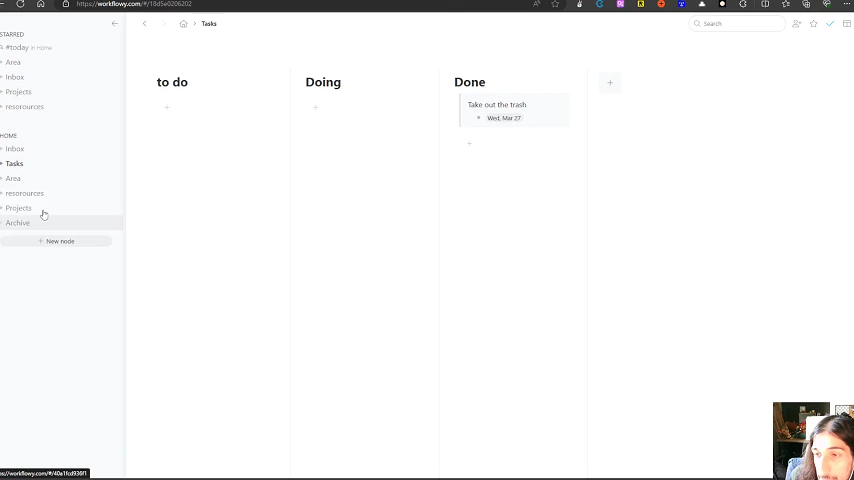 https://workflowy.com/#/18d5e0206202
STARRED
#today in Home
Area
Inbox
Projects
resorources
HOME
Inbox
Tasks
Area
resorources
Projects
Archive
+ New node
Tasks
Search
to do
+
Doing
+
Done
Take out the trash
Wed, Mar 27
+
+